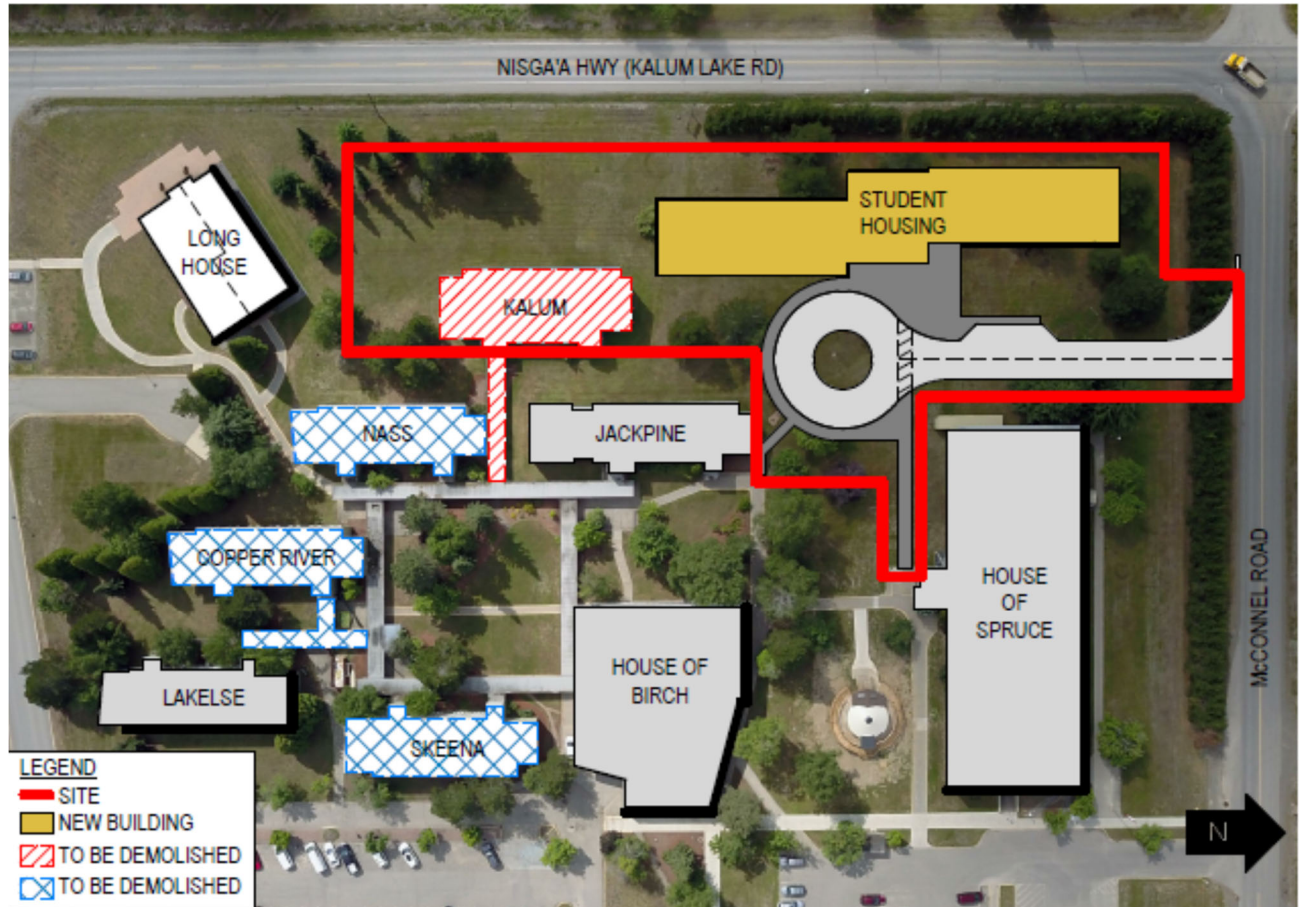 NISGA'A HWY (KALUM LAKE RD)
STUDENT
HOUSING
LONG
HOUSE
KALUM
NASS
JACKPINE
COPPER RIVER
HOUSE
OF
SPRUCE
McCONNEL ROAD
HOUSE OF
BIRCH
LAKELSE
SKEENA
LEGEND
SITE
NEW BUILDING
TO BE DEMOLISHED
TO BE DEMOLISHED
N